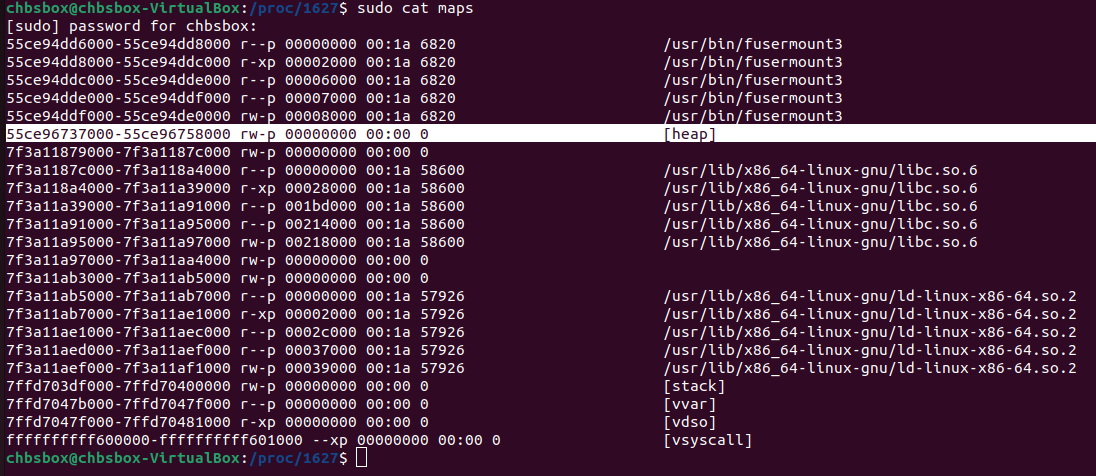 chbsbox@chbsbox-VirtualBox:/proc/1627$ sudo cat maps
[sudo] password for chbsbox:
55ce94dd6000-55ce94dd8000 r--p 00000000 00:1a 6820 /usr/bin/fusermount3
55ce94dd8000-55ce94ddc000 r-xp 00002000 00:1a 6820 /usr/bin/fusermount3
55ce94ddc000-55ce94dde000 r--p 00006000 00:1a 6820 /usr/bin/fusermount3
55ce94dde000-55ce94ddf000 r--p 00007000 00:1a 6820 /usr/bin/fusermount3
55ce94ddf000-55ce94de0000 rw-p 00008000 00:1a 6820 /usr/bin/fusermount3
55ce96737000-55ce96758000 rw-p 00000000 00:00 0 [heap]
7f3a11879000-7f3a1187c000 rw-p 00000000 00:00 0
7f3a1187c000-7f3a118a4000 r--p 00000000 00:1a 58600 /usr/lib/x86_64-linux-gnu/libc.so.6
7f3a118a4000-7f3a11a39000 r-xp 00028000 00:1a 58600 /usr/lib/x86_64-linux-gnu/libc.so.6
7f3a11a39000-7f3a11a91000 r--p 001bd000 00:1a 58600 /usr/lib/x86_64-linux-gnu/libc.so.6
7f3a11a91000-7f3a11a95000 r--p 00214000 00:1a 58600 /usr/lib/x86_64-linux-gnu/libc.so.6
7f3a11a95000-7f3a11a97000 rw-p 00218000 00:1a 58600 /usr/lib/x86_64-linux-gnu/libc.so.6
7f3a11a97000-7f3a11aa4000 rw-p 00000000 00:00 0
7f3a11ab3000-7f3a11ab5000 rw-p 00000000 00:00 0
7f3a11ab5000-7f3a11ab7000 r--p 00000000 00:1a 57926 /usr/lib/x86_64-linux-gnu/ld-linux-x86-64.so.2
7f3a11ab7000-7f3a11ae1000 r-xp 00002000 00:1a 57926 /usr/lib/x86_64-linux-gnu/ld-linux-x86-64.so.2
7f3a11ae1000-7f3a11aec000 r--p 0002c000 00:1a 57926 /usr/lib/x86_64-linux-gnu/ld-linux-x86-64.so.2
7f3a11aed000-7f3a11aef000 r--p 00037000 00:1a 57926 /usr/lib/x86_64-linux-gnu/ld-linux-x86-64.so.2
7f3a11aef000-7f3a11af1000 rw-p 00039000 00:1a 57926 /usr/lib/x86_64-linux-gnu/ld-linux-x86-64.so.2
7ffd703df000-7ffd70400000 rw-p 00000000 00:00 0 [stack]
7ffd7047b000-7ffd7047f000 r--p 00000000 00:00 0 [vvar]
7ffd7047f000-7ffd70481000 r-xp 00000000 00:00 0 [vdso]
ffffffffff600000-ffffffffff601000 --xp 00000000 00:00 0 [vsyscall]
chbsbox@chbsbox-VirtualBox:/proc/1627$